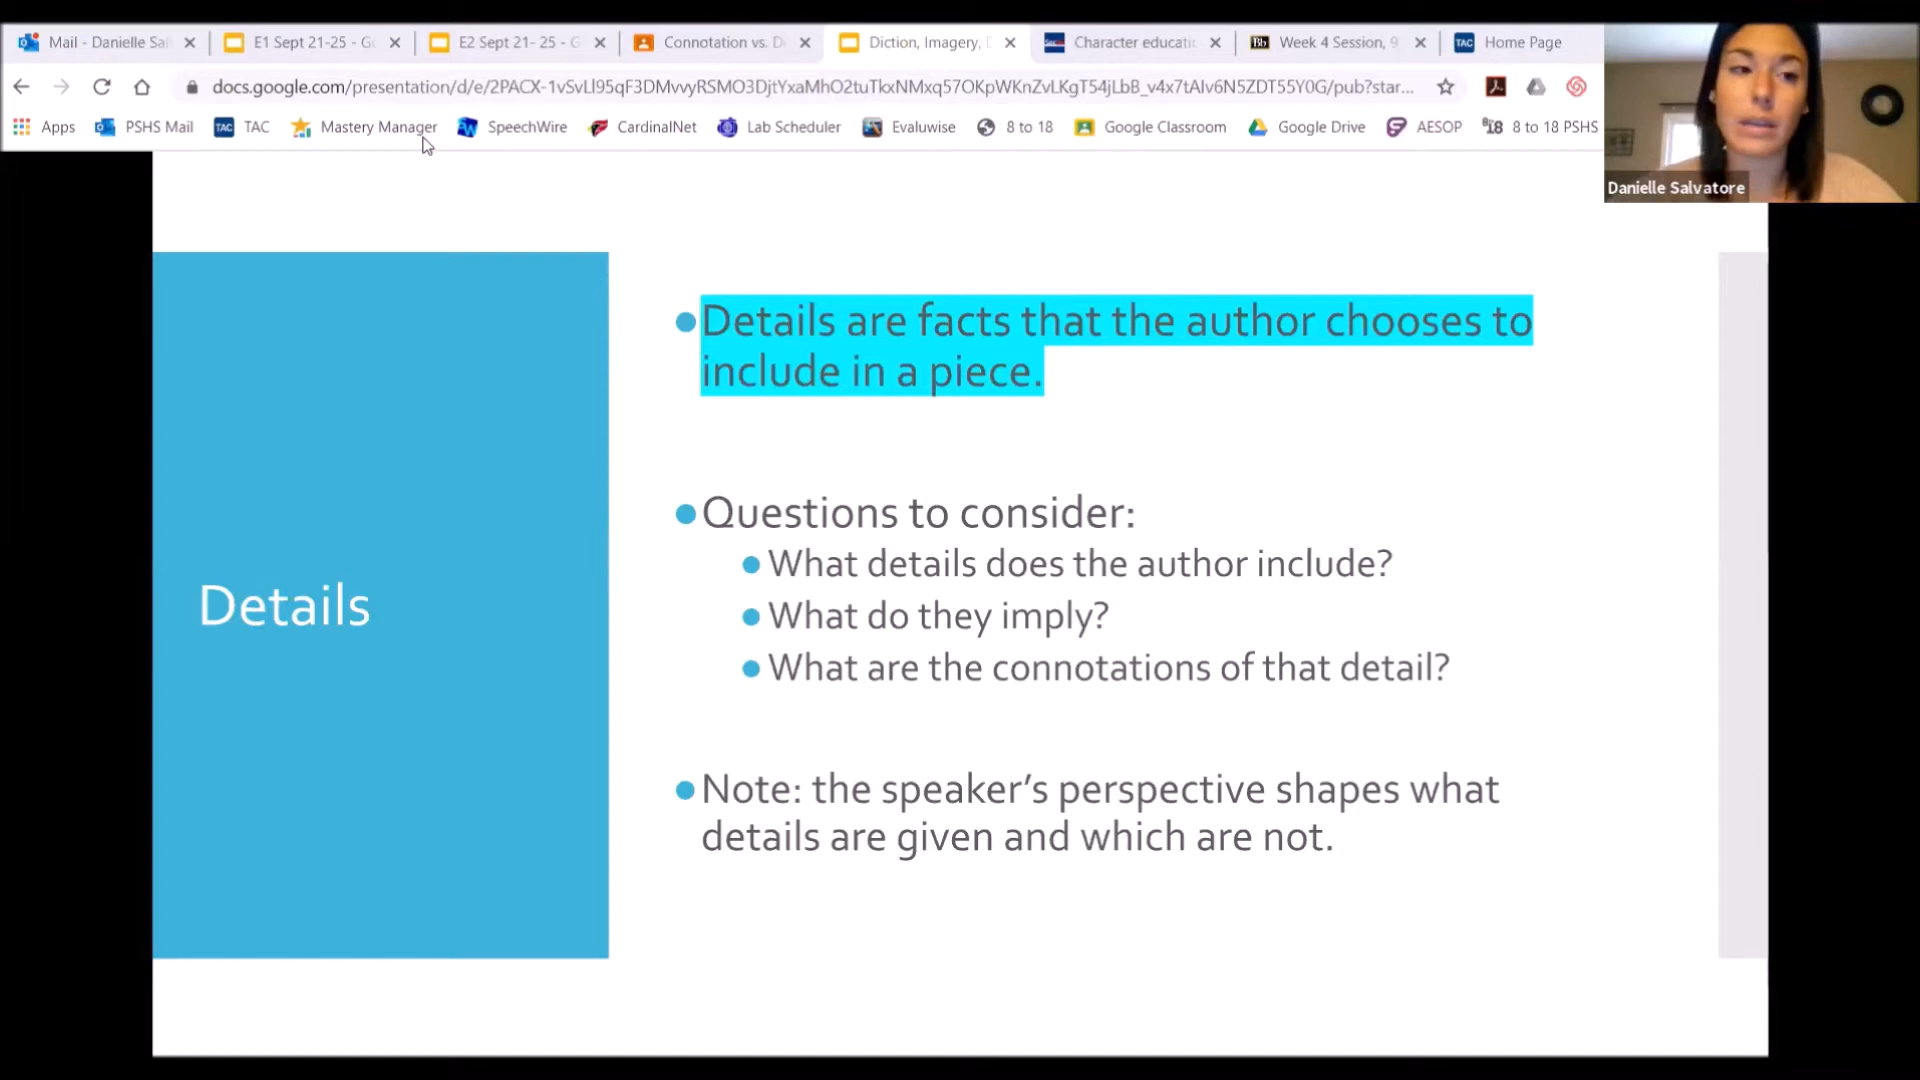 Mail - Danielle Sal
E1 Sept 21-25 - Go
E2 Sept 21- 25 - G
Connotation vs. D
Diction, Imagery,
Character educati
Week 4 Session, 9
TAC Home Page
docs.google.com/presentation/d/e/2PACX-1vSvLl95qF3DMvvyRSMO3DjtYxaMhO2tuTkxNMxq57OKpWKnZvLKgT54jLbB_v4x7tAIv6N5ZDT55Y0G/pub?star...
Apps
PSHS Mail
TAC TAC
Mastery Manager
SpeechWire
CardinalNet
Lab Scheduler
Evaluwise
8 to 18
Google Classroom
Google Drive
AESOP
8 to 18 PSHS
Danielle Salvatore
Details
Details are facts that the author chooses to
include in a piece.
Questions to consider:
What details does the author include?
What do they imply?
What are the connotations of that detail?
Note: the speaker's perspective shapes what
details are given and which are not.